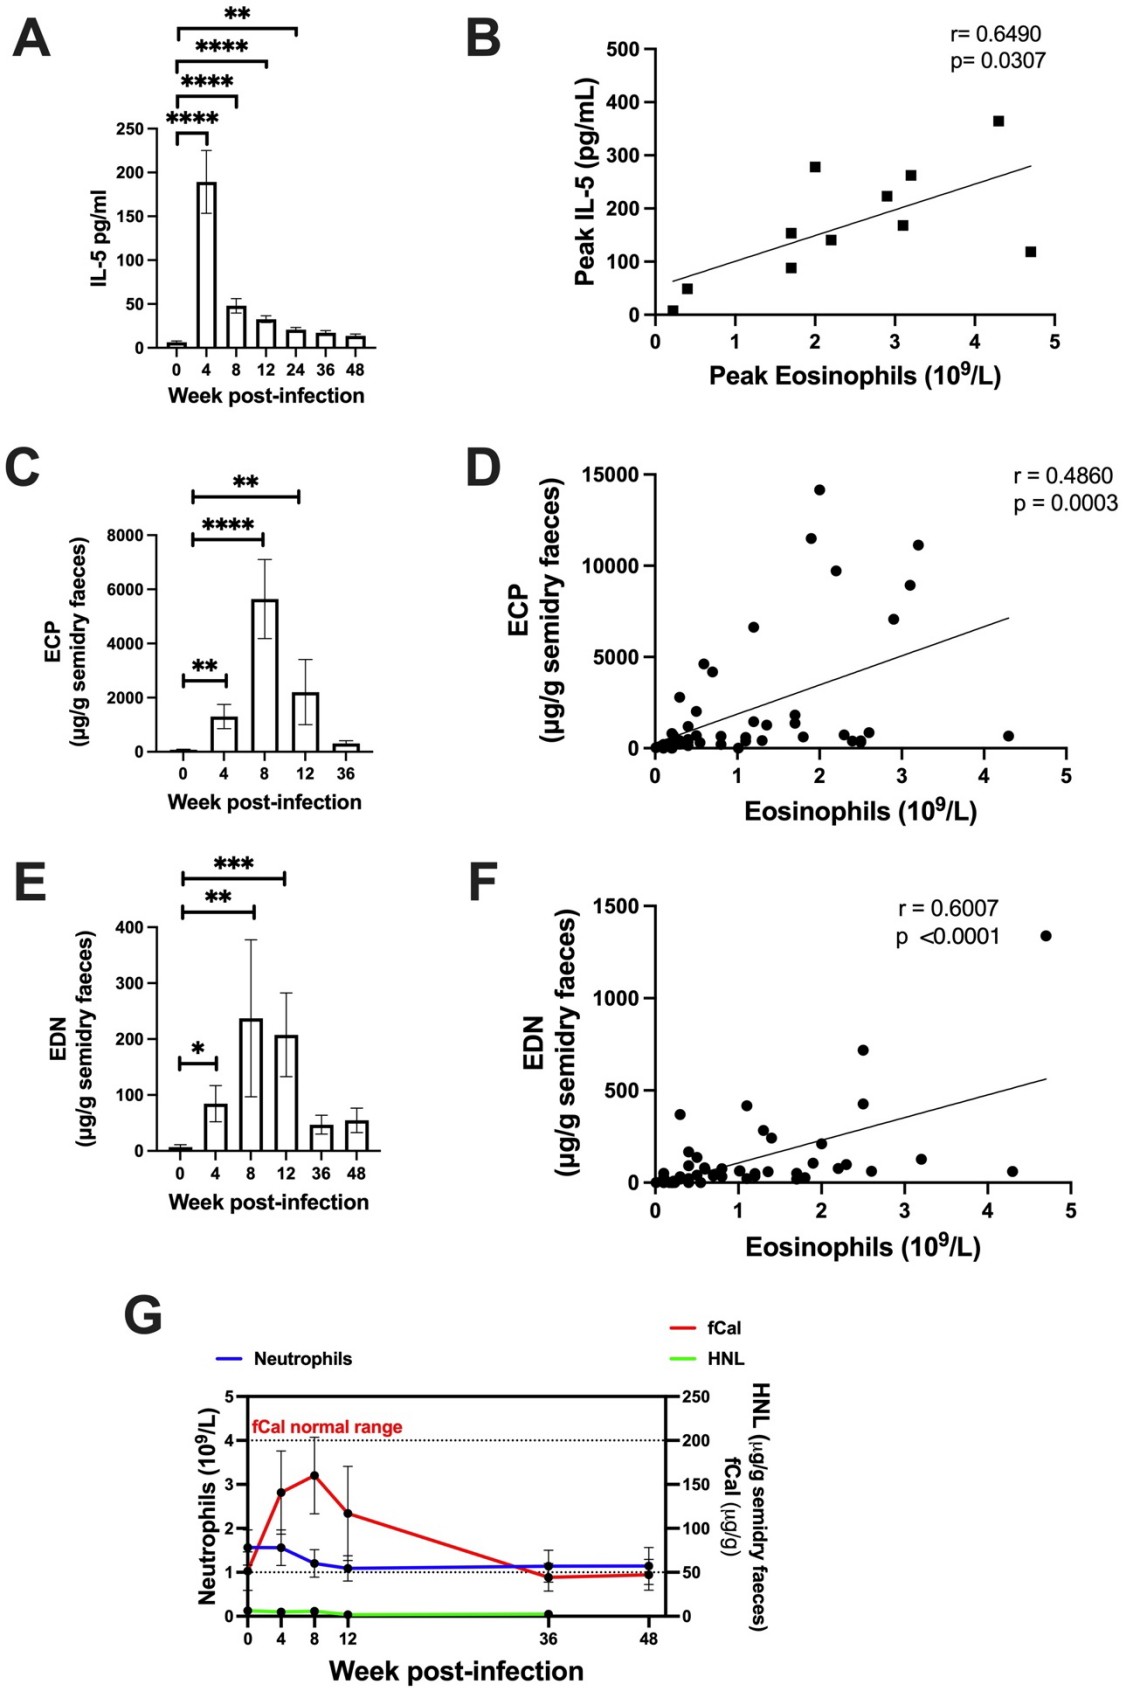 A
**
****
****
****
250
200
150
100
50
0
IL-5 pg/ml
0 4 8 12 24 36 48
Week post-infection
B
r= 0.6490
p= 0.0307
500
400
300
200
100
0
Peak IL-5 (pg/mL)
0 1 2 3 4 5
Peak Eosinophils (10⁹/L)
C
**
****
**
8000
6000
4000
2000
0
ECP
(µg/g semidry faeces)
0 4 8 12 36
Week post-infection
D
r = 0.4860
p = 0.0003
15000
10000
5000
0
ECP
(µg/g semidry faeces)
0 1 2 3 4 5
Eosinophils (10⁹/L)
E
***
**
*
400
300
200
100
0
EDN
(µg/g semidry faeces)
0 4 8 12 36 48
Week post-infection
F
r = 0.6007
p <0.0001
1500
1000
500
0
EDN
(µg/g semidry faeces)
0 1 2 3 4 5
Eosinophils (10⁹/L)
G
Neutrophils
fCal
HNL
fCal normal range
5
4
3
2
1
0
Neutrophils (10⁹/L)
250
200
150
100
50
0
HNL (µg/g semidry faeces)
fCal (µg/g)
0 4 8 12 36 48
Week post-infection